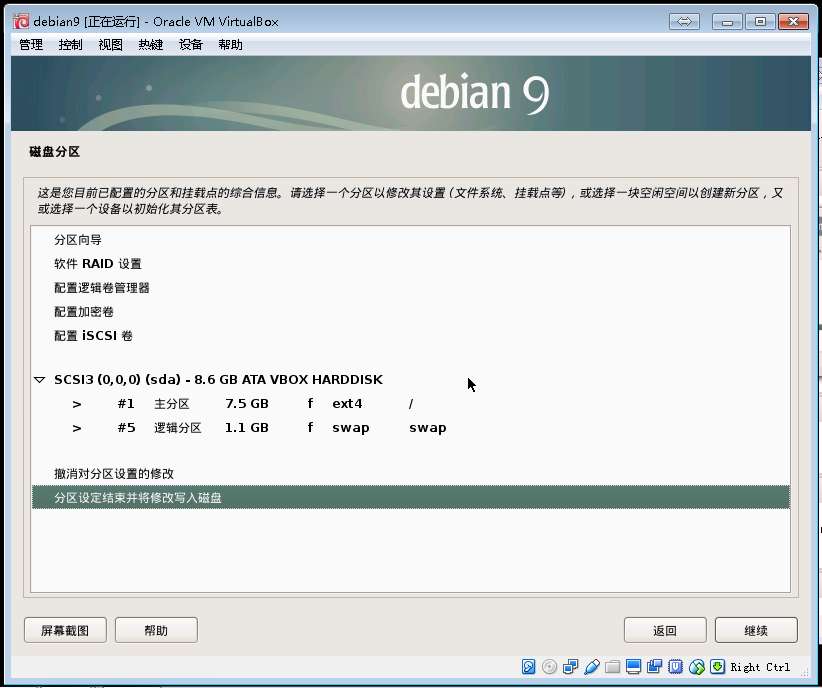 debian9 [正在运行] - Oracle VM VirtualBox
管理 控制 视图 热键 设备 帮助
debian 9
磁盘分区
这是您目前已配置的分区和挂载点的综合信息。请选择一个分区以修改其设置 (文件系统、挂载点等)，或选择一块空闲空间以创建新分区，又
或选择一个设备以初始化其分区表。
分区向导
软件 RAID 设置
配置逻辑卷管理器
配置加密卷
配置 iSCSI 卷
SCSI3 (0,0,0) (sda) - 8.6 GB ATA VBOX HARDDISK
> #1 主分区 7.5 GB f ext4 /
> #5 逻辑分区 1.1 GB f swap swap
撤消对分区设置的修改
分区设定结束并将修改写入磁盘
屏幕截图 帮助 返回 继续
Right Ctrl